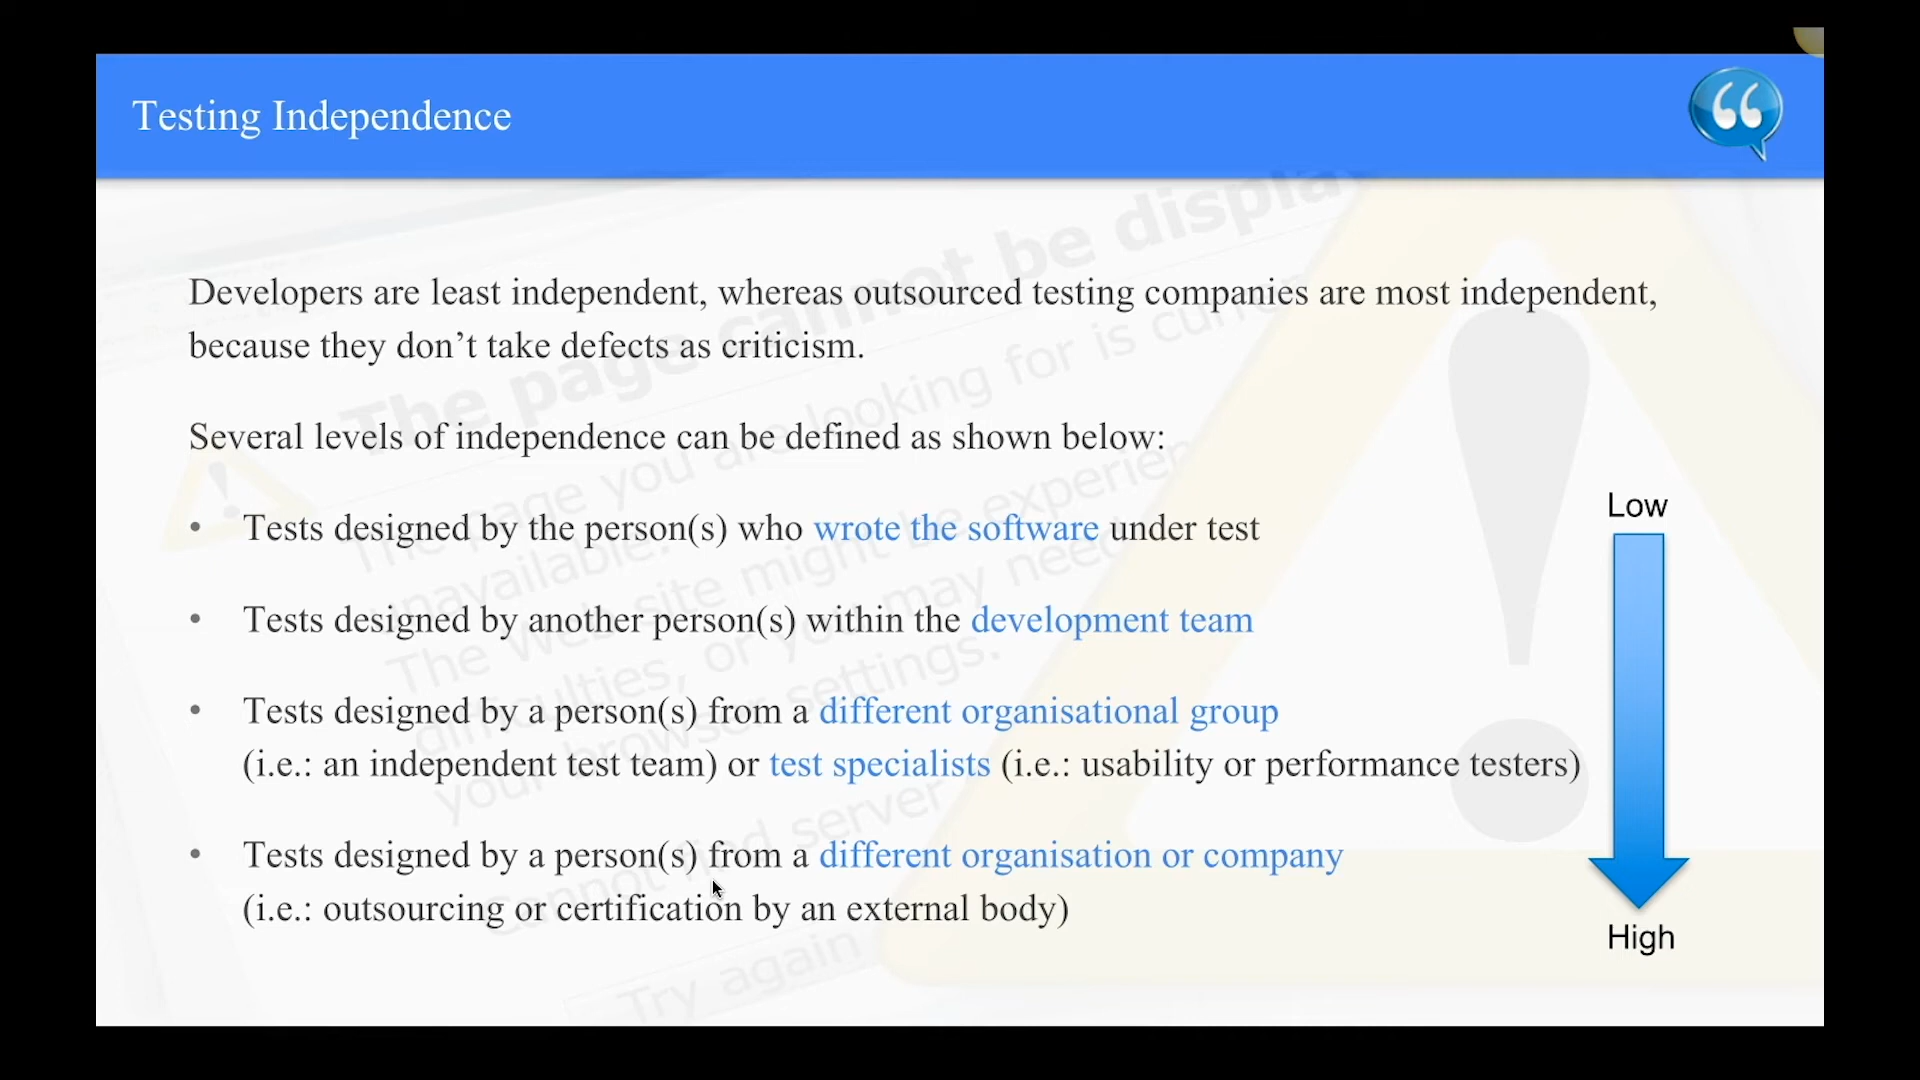 Testing Independence
Developers are least independent, whereas outsourced testing companies are most independent,
because they don’t take defects as criticism.
Several levels of independence can be defined as shown below:
Low
• Tests designed by the person(s) who wrote the software under test
• Tests designed by another person(s) within the development team
• Tests designed by a person(s) from a different organisational group
(i.e.: an independent test team) or test specialists (i.e.: usability or performance testers)
• Tests designed by a person(s) from a different organisation or company
(i.e.: outsourcing or certification by an external body)
High
The page cannot be display
The page you are looking for is curren
unavailable. The Web site might be experien
difficulties, or you may need
your browser settings.
Cannot find server
Try again